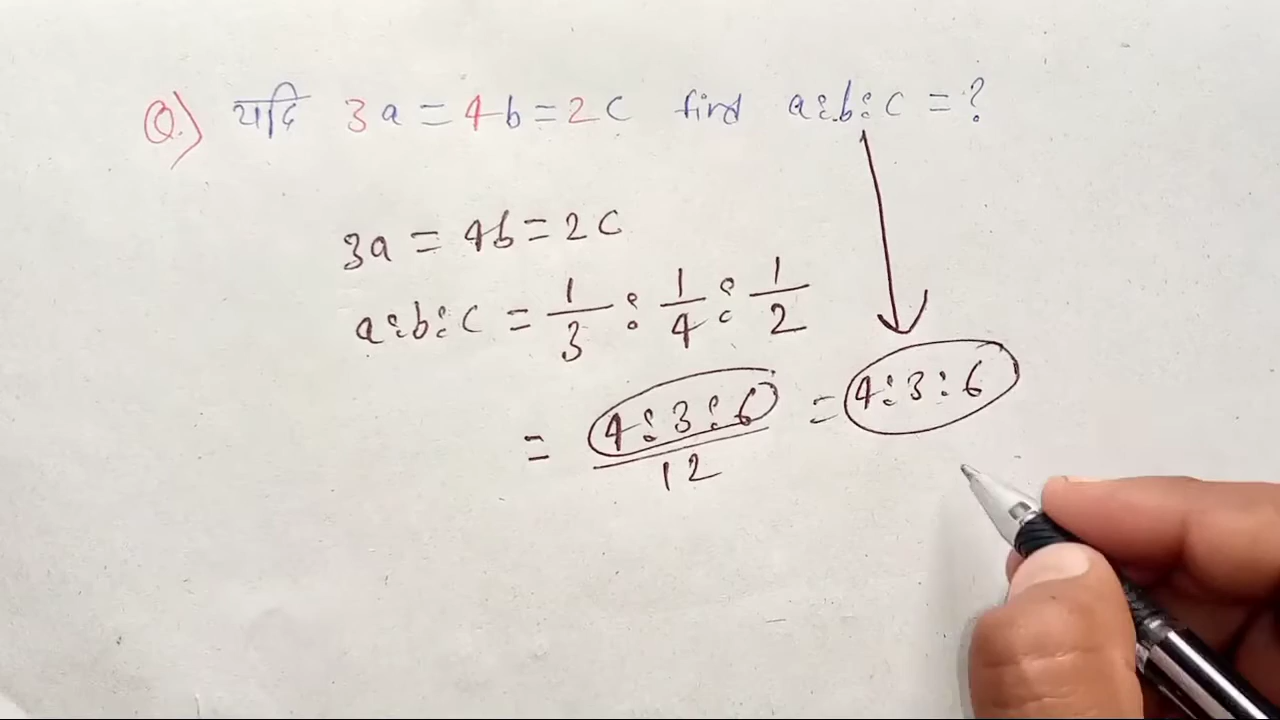 Q.) यदि 3a = 4b = 2c find a:b:c = ?
3a = 4b = 2c
a:b:c = 1/3 : 1/4 : 1/2
= 4:3:6/12 = 4:3:6